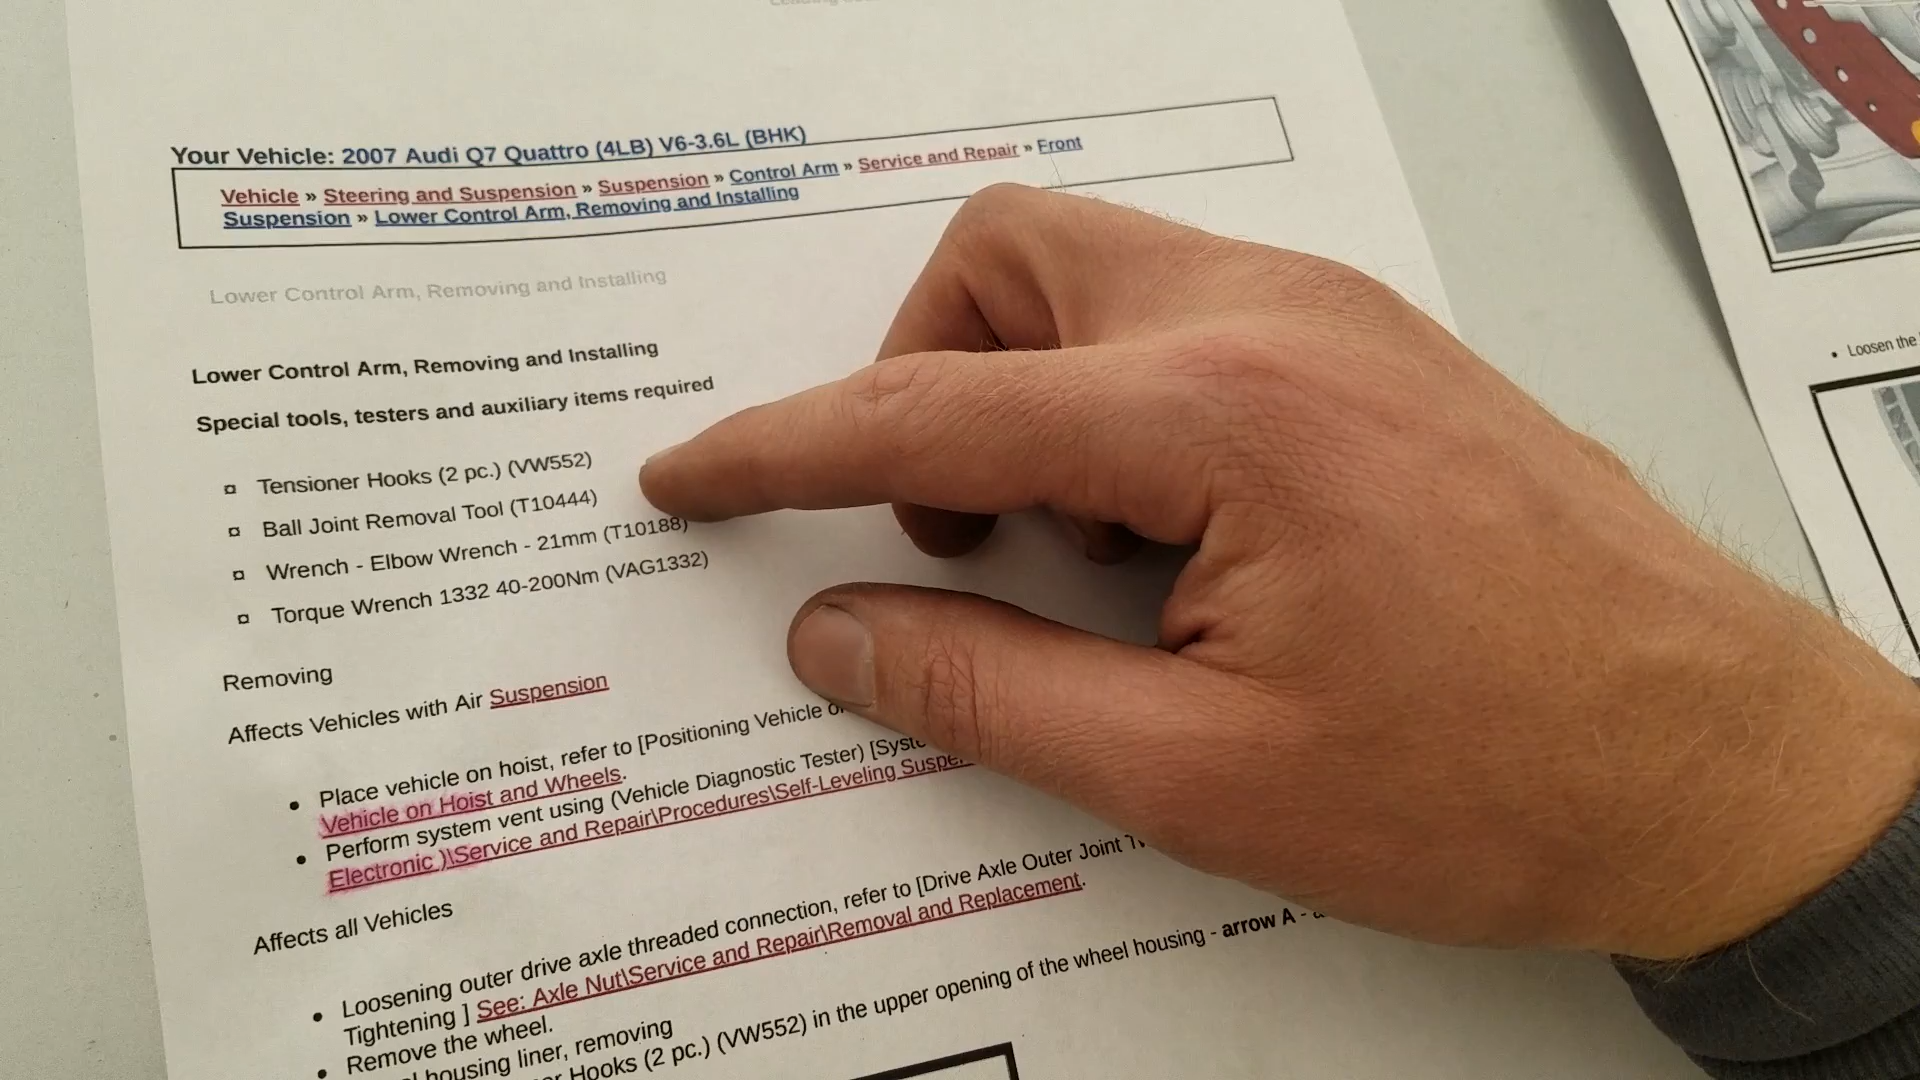 Your Vehicle: 2007 Audi Q7 Quattro (4LB) V6-3.6L (BHK)
Vehicle » Steering and Suspension » Suspension » Control Arm » Service and Repair » Front
Suspension » Lower Control Arm, Removing and Installing
Lower Control Arm, Removing and Installing
Lower Control Arm, Removing and Installing
Special tools, testers and auxiliary items required
¤ Tensioner Hooks (2 pc.) (VW552)
¤ Ball Joint Removal Tool (T10444)
¤ Wrench - Elbow Wrench - 21mm (T10188)
¤ Torque Wrench 1332 40-200Nm (VAG1332)
Removing
Affects Vehicles with Air Suspension
• Place vehicle on hoist, refer to [Positioning Vehicle
Vehicle on Hoist and Wheels.
• Perform system vent using (Vehicle Diagnostic Tester)
Electronic )\Service and Repair\Procedures\Self-Leveling
Affects all Vehicles
• Loosening outer drive axle threaded connection, refer to [Drive Axle Outer Joint
Tightening ] See: Axle Nut\Service and Repair\Removal and Replacement.
• Remove the wheel.
housing liner, removing
Hooks (2 pc.) (VW552) in the upper opening of the wheel housing - arrow A -
• Loosen the